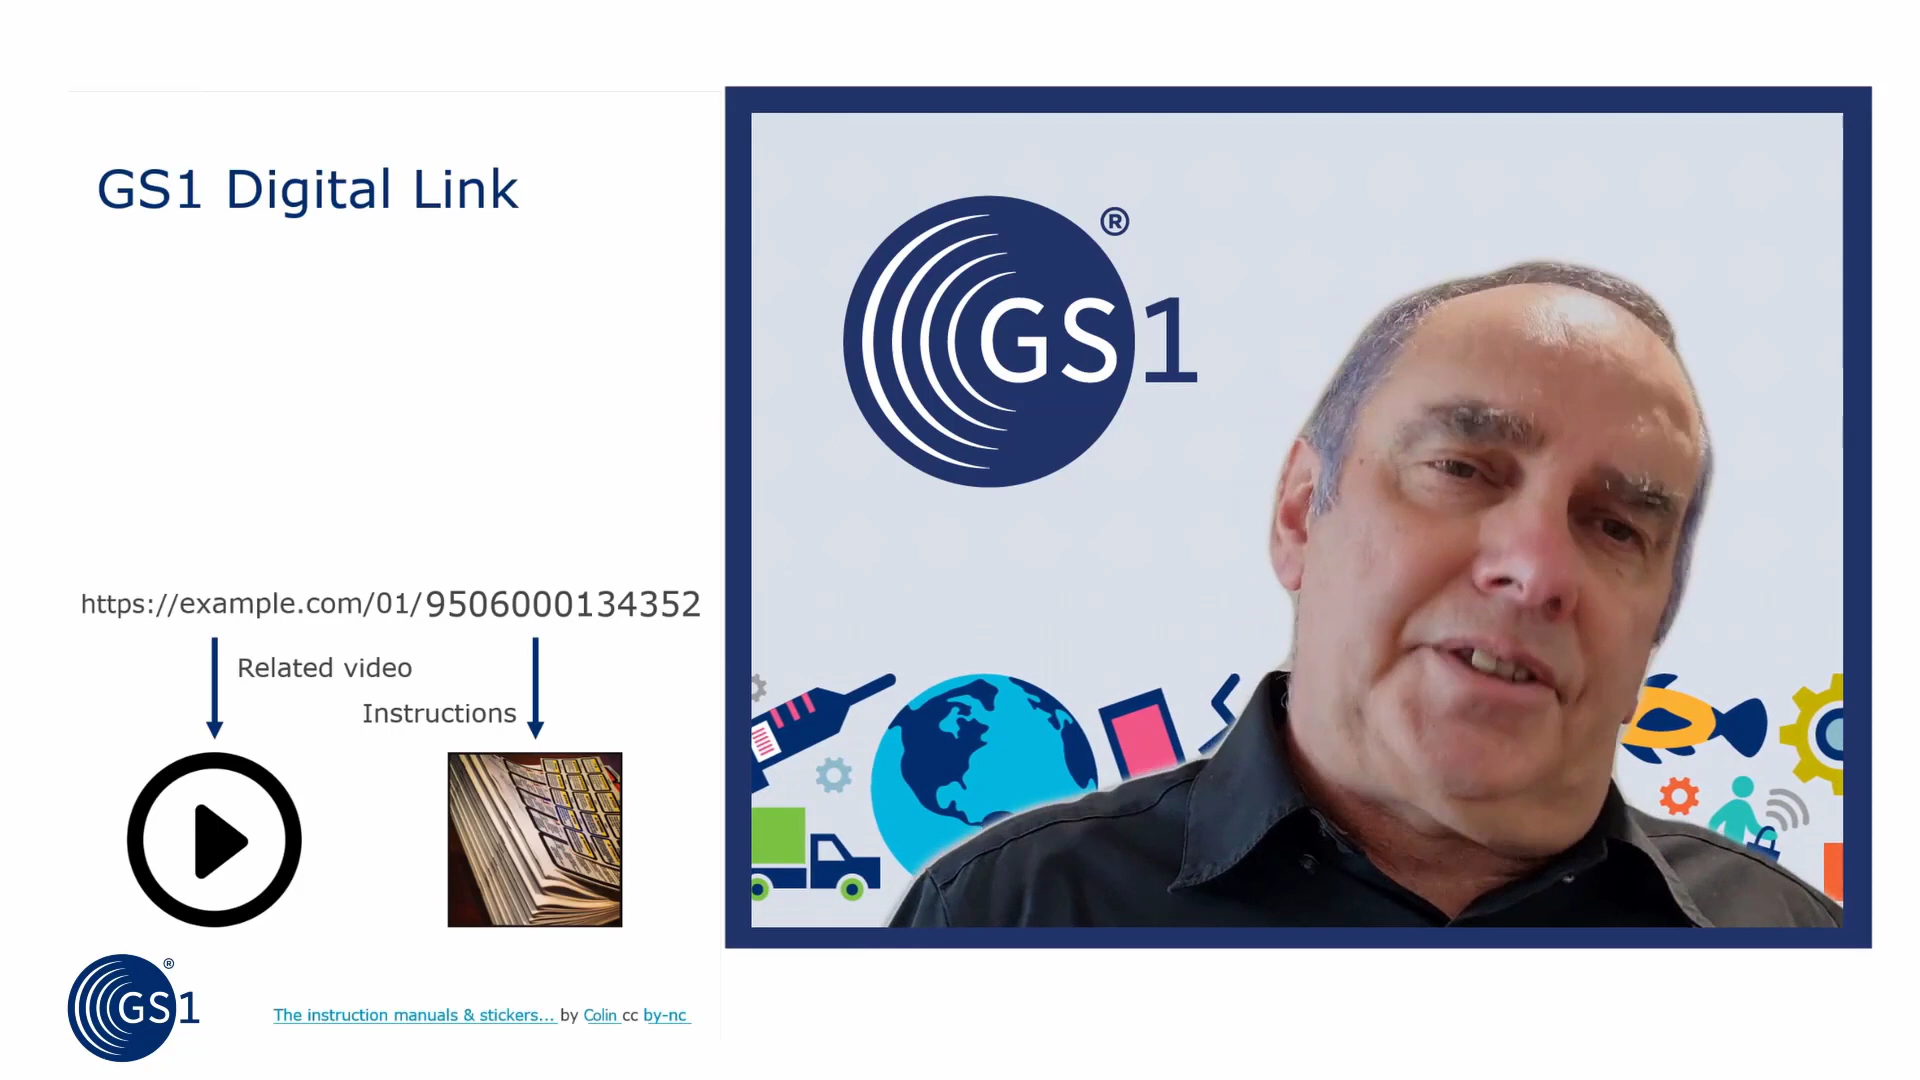 GS1 Digital Link
https://example.com/01/9506000134352
Related video
Instructions
GS1®
The instruction manuals & stickers... by Colin cc by-nc
®
GS1